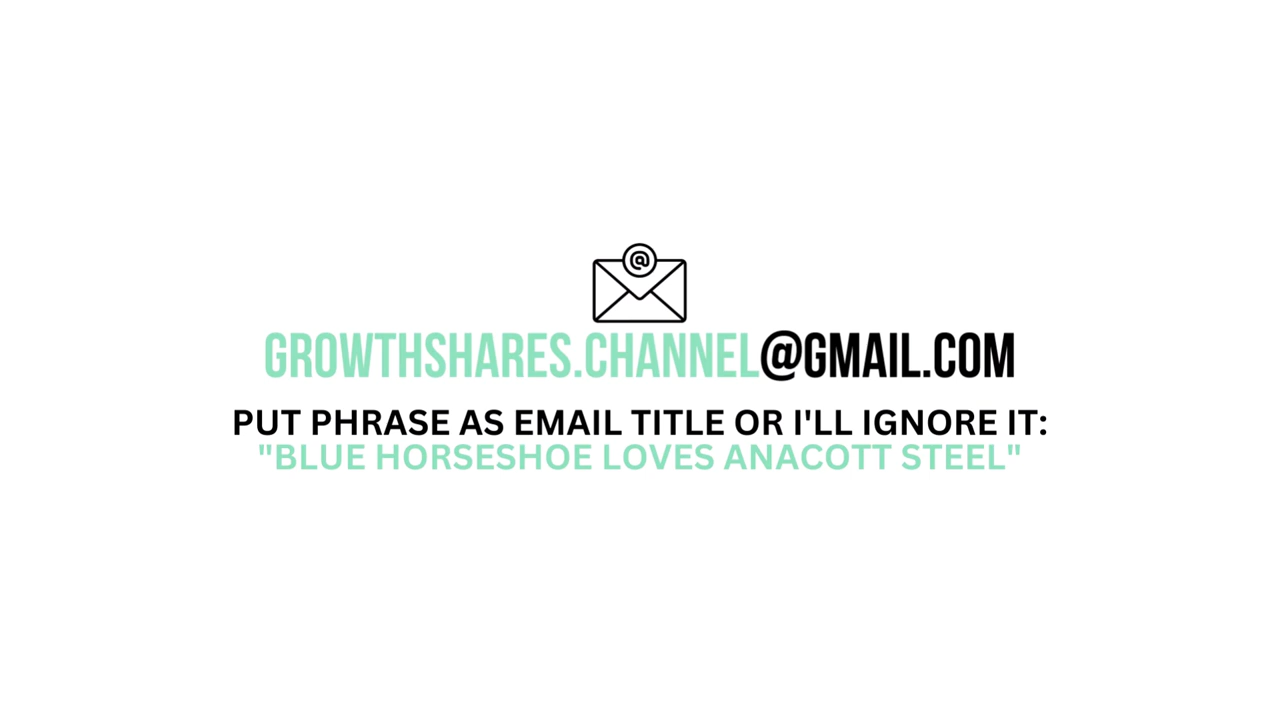 @
GROWTHSHARES.CHANNEL@GMAIL.COM
PUT PHRASE AS EMAIL TITLE OR I'LL IGNORE IT:
"BLUE HORSESHOE LOVES ANACOTT STEEL"